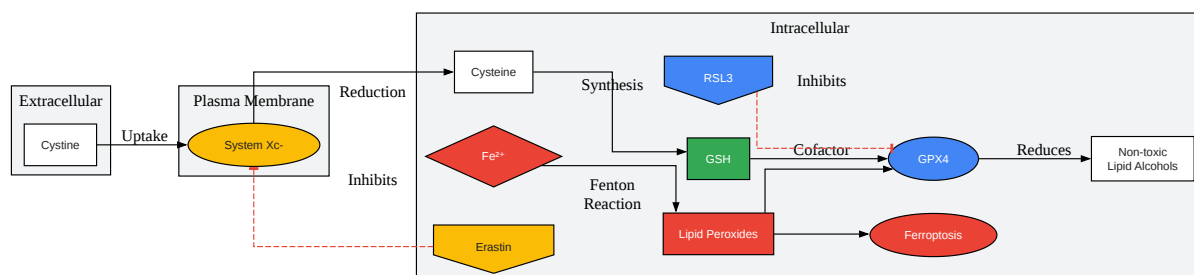 Extracellular
Cystine
Uptake
Plasma Membrane
System Xc-
Reduction
Inhibits
Intracellular
Cysteine
Synthesis
RSL3
Inhibits
Fe²⁺
Fenton
Reaction
GSH
Cofactor
GPX4
Reduces
Non-toxic
Lipid Alcohols
Erastin
Lipid Peroxides
Ferroptosis